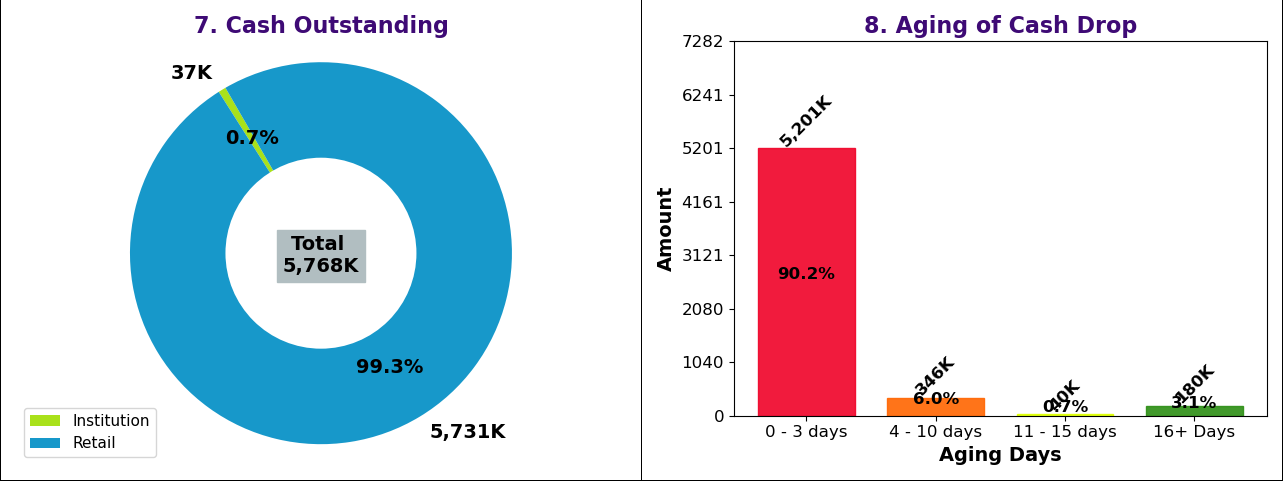 7. Cash Outstanding
37K
0.7%
Total
5,768K
99.3%
5,731K
Institution
Retail
8. Aging of Cash Drop
7282
6241
5201
4161
3121
2080
1040
0
Amount
5,201K
90.2%
346K
6.0%
40K
0.7%
180K
3.1%
0 - 3 days
4 - 10 days
11 - 15 days
16+ Days
Aging Days